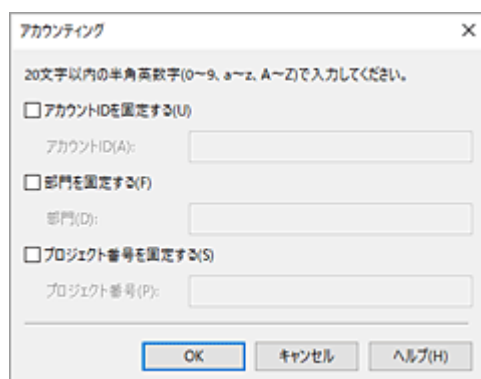 アカウンティング
20文字以内の半角英数字(0～9、a～z、A～Z)で入力してください。
アカウントIDを固定する(U)
アカウントID(A):
部門を固定する(F)
部門(D):
プロジェクト番号を固定する(S)
プロジェクト番号(P):
OK キャンセル ヘルプ(H)